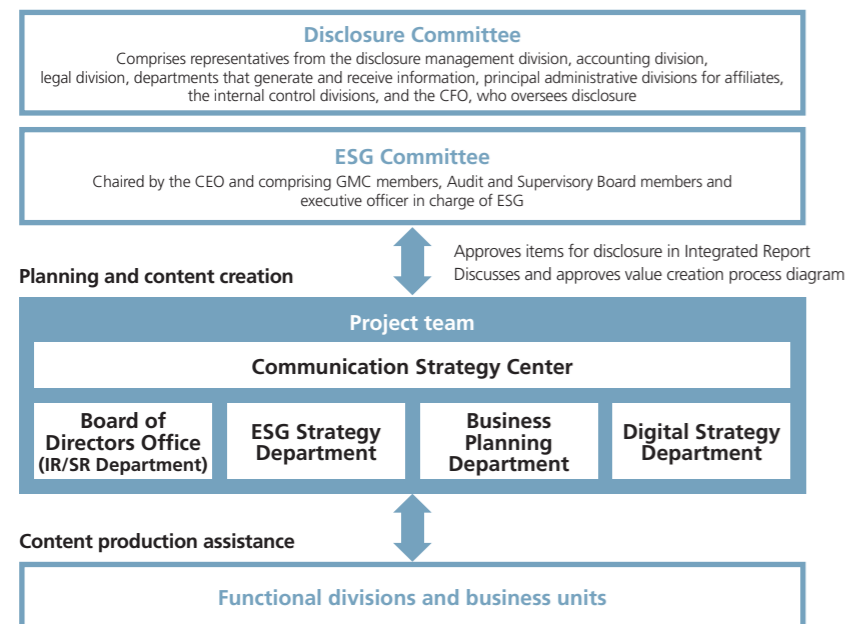 Disclosure Committee
Comprises representatives from the disclosure management division, accounting division,
legal division, departments that generate and receive information, principal administrative divisions for affiliates,
the internal control divisions, and the CFO, who oversees disclosure
ESG Committee
Chaired by the CEO and comprising GMC members, Audit and Supervisory Board members and
executive officer in charge of ESG
Approves items for disclosure in Integrated Report
Discusses and approves value creation process diagram
Planning and content creation
Project team
Communication Strategy Center
Board of
Directors Office
(IR/SR Department)
ESG Strategy
Department
Business
Planning
Department
Digital Strategy
Department
Content production assistance
Functional divisions and business units